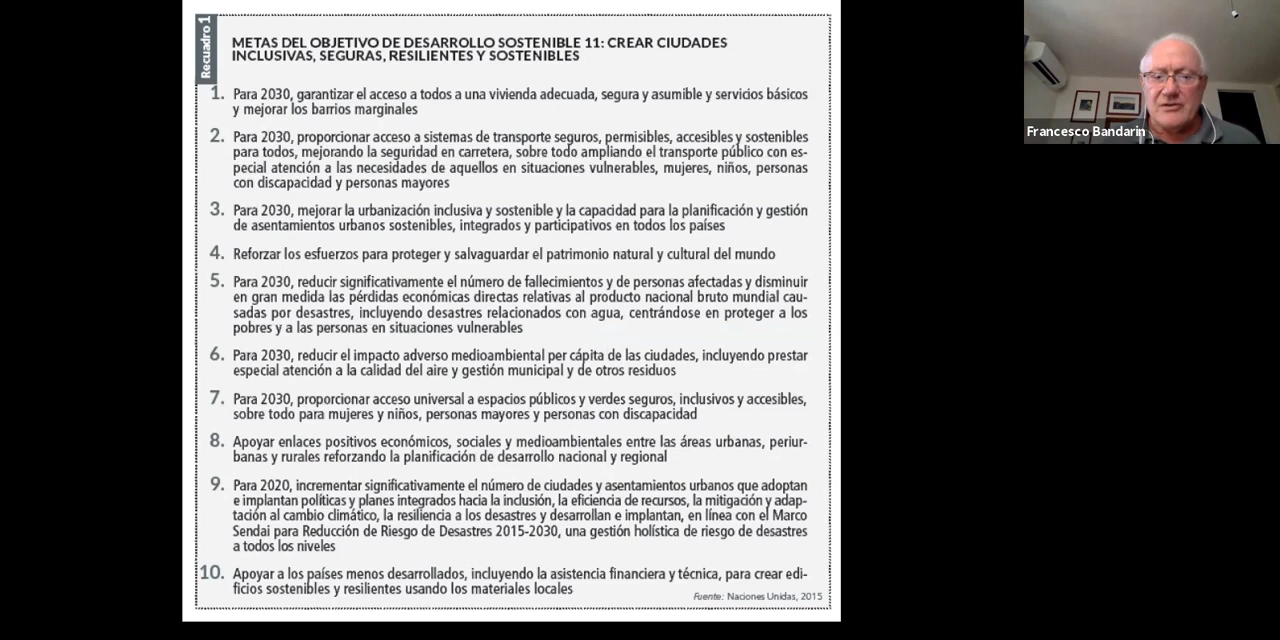 Recuadro 1
METAS DEL OBJETIVO DE DESARROLLO SOSTENIBLE 11: CREAR CIUDADES
INCLUSIVAS, SEGURAS, RESILIENTES Y SOSTENIBLES
1. Para 2030, garantizar el acceso a todos a una vivienda adecuada, segura y asumible y servicios básicos
y mejorar los barrios marginales
2. Para 2030, proporcionar acceso a sistemas de transporte seguros, permisibles, accesibles y sostenibles
para todos, mejorando la seguridad en carretera, sobre todo ampliando el transporte público con es-
pecial atención a las necesidades de aquellos en situaciones vulnerables, mujeres, niños, personas
con discapacidad y personas mayores
3. Para 2030, mejorar la urbanización inclusiva y sostenible y la capacidad para la planificación y gestión
de asentamientos urbanos sostenibles, integrados y participativos en todos los países
4. Reforzar los esfuerzos para proteger y salvaguardar el patrimonio natural y cultural del mundo
5. Para 2030, reducir significativamente el número de fallecimientos y de personas afectadas y disminuir
en gran medida las pérdidas económicas directas relativas al producto nacional bruto mundial cau-
sadas por desastres, incluyendo desastres relacionados con agua, centrándose en proteger a los
pobres y a las personas en situaciones vulnerables
6. Para 2030, reducir el impacto adverso medioambiental per cápita de las ciudades, incluyendo prestar
especial atención a la calidad del aire y gestión municipal y de otros residuos
7. Para 2030, proporcionar acceso universal a espacios públicos y verdes seguros, inclusivos y accesibles,
sobre todo para mujeres y niños, personas mayores y personas con discapacidad
8. Apoyar enlaces positivos económicos, sociales y medioambientales entre las áreas urbanas, periur-
banas y rurales reforzando la planificación de desarrollo nacional y regional
9. Para 2020, incrementar significativamente el número de ciudades y asentamientos urbanos que adoptan
e implantan políticas y planes integrados hacia la inclusión, la eficiencia de recursos, la mitigación y adap-
tación al cambio climático, la resiliencia a los desastres y desarrollan e implantan, en línea con el Marco
Sendai para Reducción de Riesgo de Desastres 2015-2030, una gestión holística de riesgo de desastres
a todos los niveles
10. Apoyar a los países menos desarrollados, incluyendo la asistencia financiera y técnica, para crear edi-
ficios sostenibles y resilientes usando los materiales locales
Fuente: Naciones Unidas, 2015
Francesco Bandarin